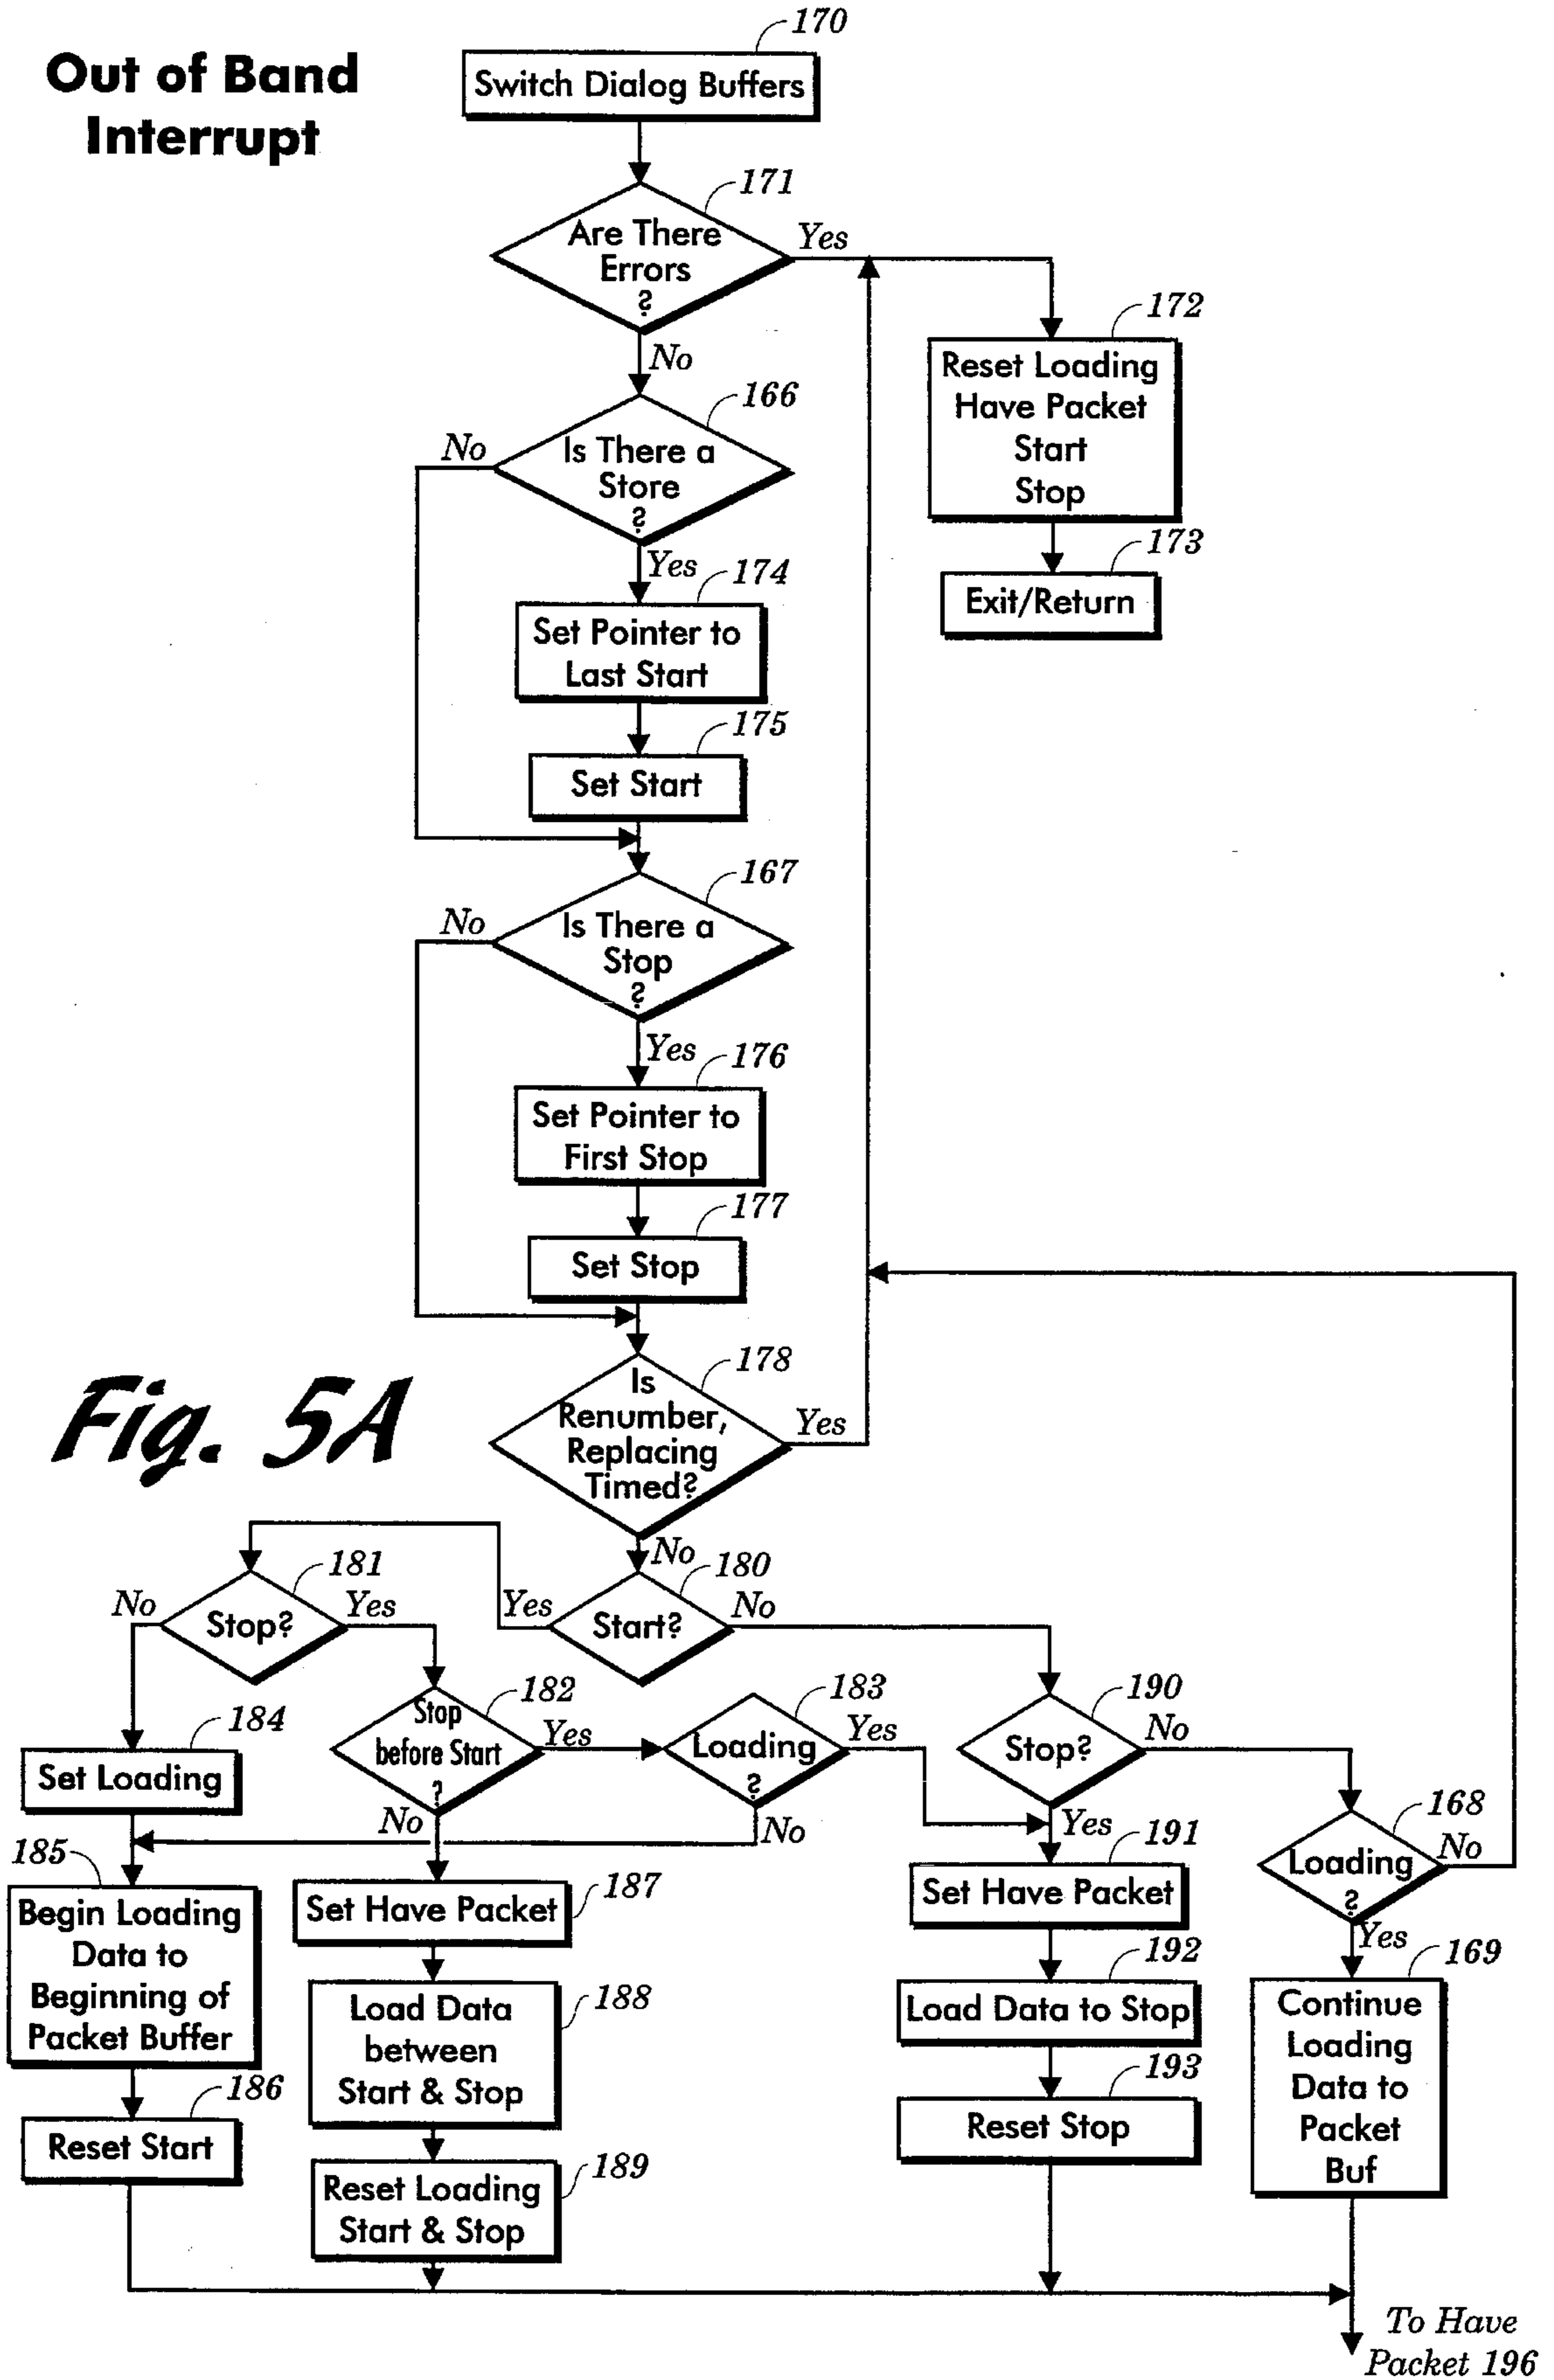 Out of Band
Interrupt
170
Switch Dialog Buffers
171
Are There
Errors
?
Yes
No
172
Reset Loading
Have Packet
Start
Stop
173
Exit/Return
166
Is There a
Store
?
No
Yes
174
Set Pointer to
Last Start
175
Set Start
167
Is There a
Stop
?
No
Yes
176
Set Pointer to
First Stop
177
Set Stop
178
Is
Renumber,
Replacing
Timed?
Yes
No
Fig. 5A
180
Start?
Yes
No
181
Stop?
No
Yes
182
Stop
before Start
?
Yes
No
183
Loading
?
Yes
No
190
Stop?
No
Yes
168
Loading
?
No
Yes
184
Set Loading
185
Begin Loading
Data to
Beginning of
Packet Buffer
186
Reset Start
187
Set Have Packet
188
Load Data
between
Start & Stop
189
Reset Loading
Start & Stop
191
Set Have Packet
192
Load Data to Stop
193
Reset Stop
169
Continue
Loading
Data to
Packet
Buf
To Have
Packet 196